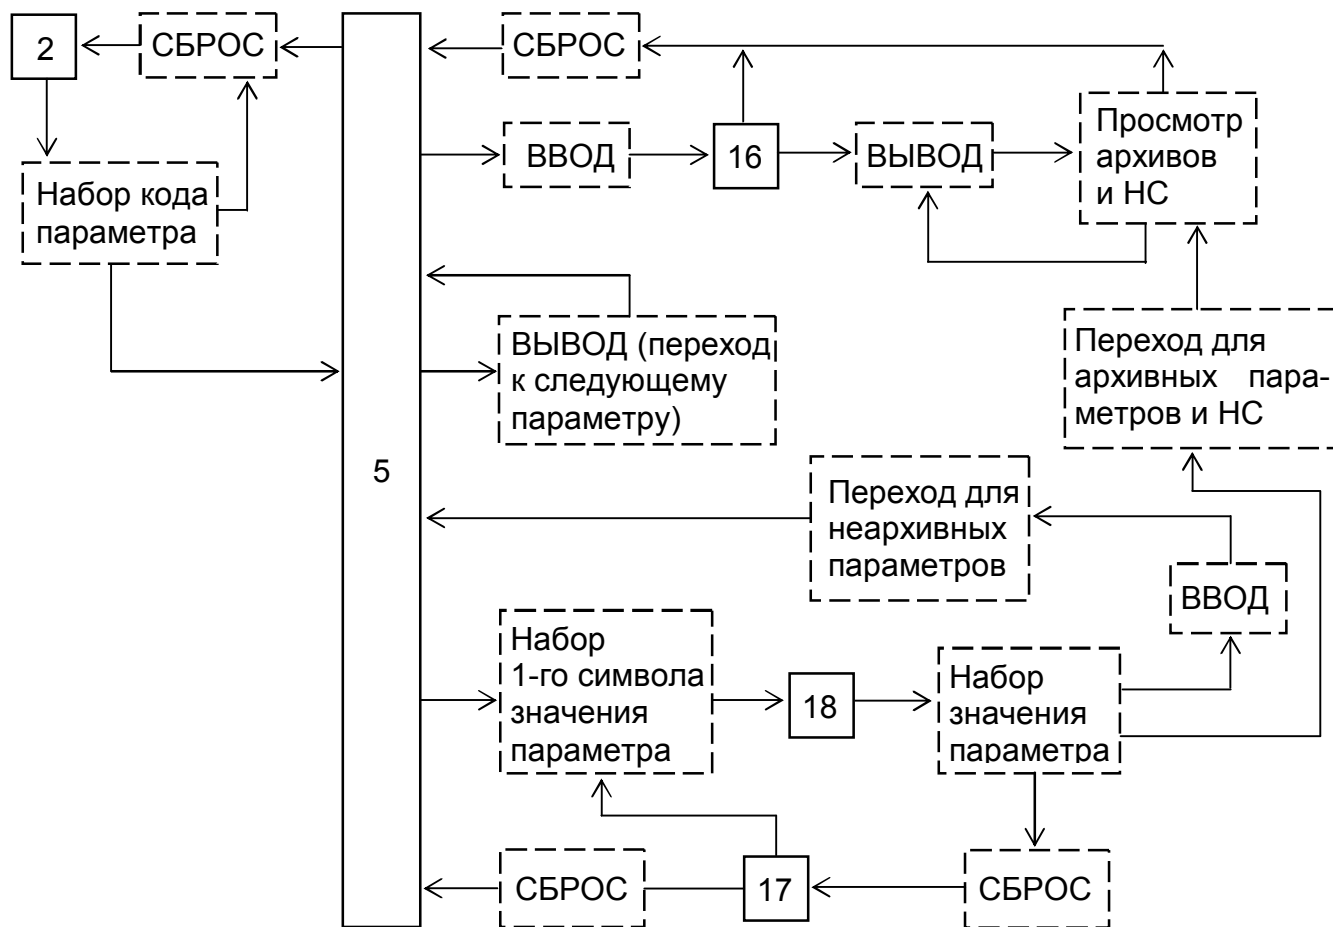 2
СБРОС
СБРОС
Набор кода
параметра
5
ВВОД
16
ВЫВОД
Просмотр
архивов
и НС
ВЫВОД (переход
к следующему
параметру)
Переход для
архивных пара-
метров и НС
Переход для
неархивных
параметров
ВВОД
Набор
1-го символа
значения
параметра
18
Набор
значения
параметра
СБРОС
17
СБРОС